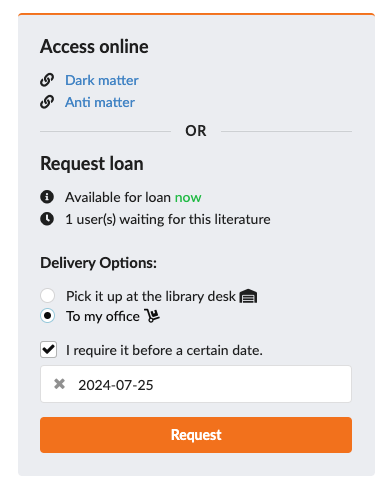 Access online
Dark matter
Anti matter
OR
Request loan
Available for loan now
1 user(s) waiting for this literature
Delivery Options:
Pick it up at the library desk
To my office
I require it before a certain date.
2024-07-25
Request